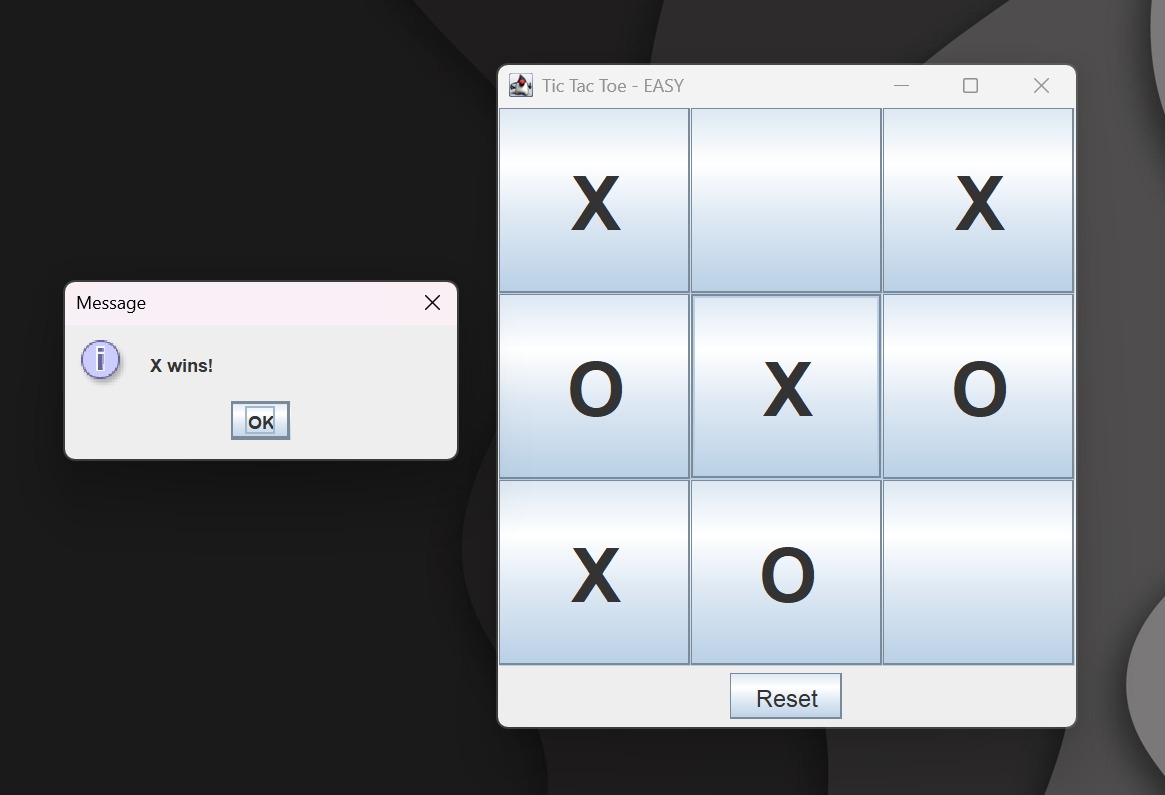 Tic Tac Toe - EASY
X X
Message
X wins!
OK
O X O
X O
Reset